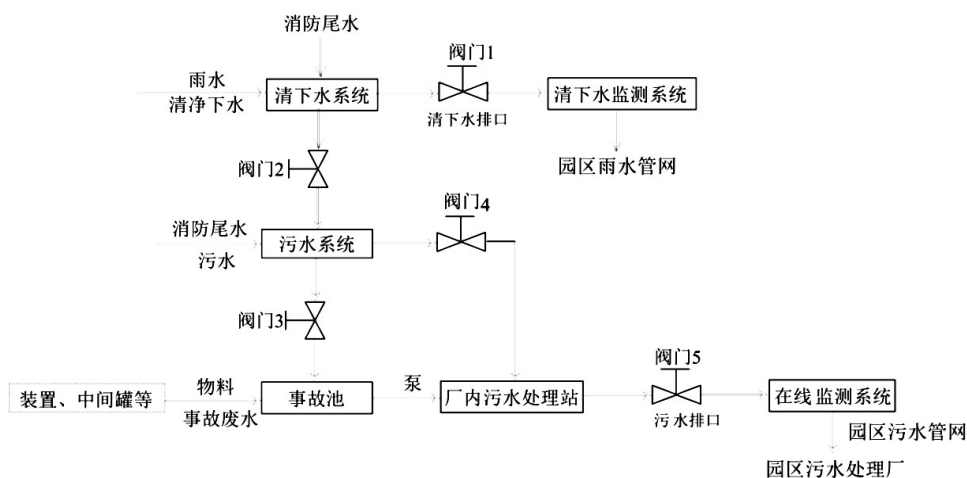 消防尾水
阀门1
雨水
清净下水
清下水系统
清下水排口
清下水监测系统
园区雨水管网
阀门2
消防尾水
污水
污水系统
阀门4
阀门3
阀门5
装置、中间罐等
物料
事故废水
事故池
泵
厂内污水处理站
污水排口
在线监测系统
园区污水管网
园区污水处理厂